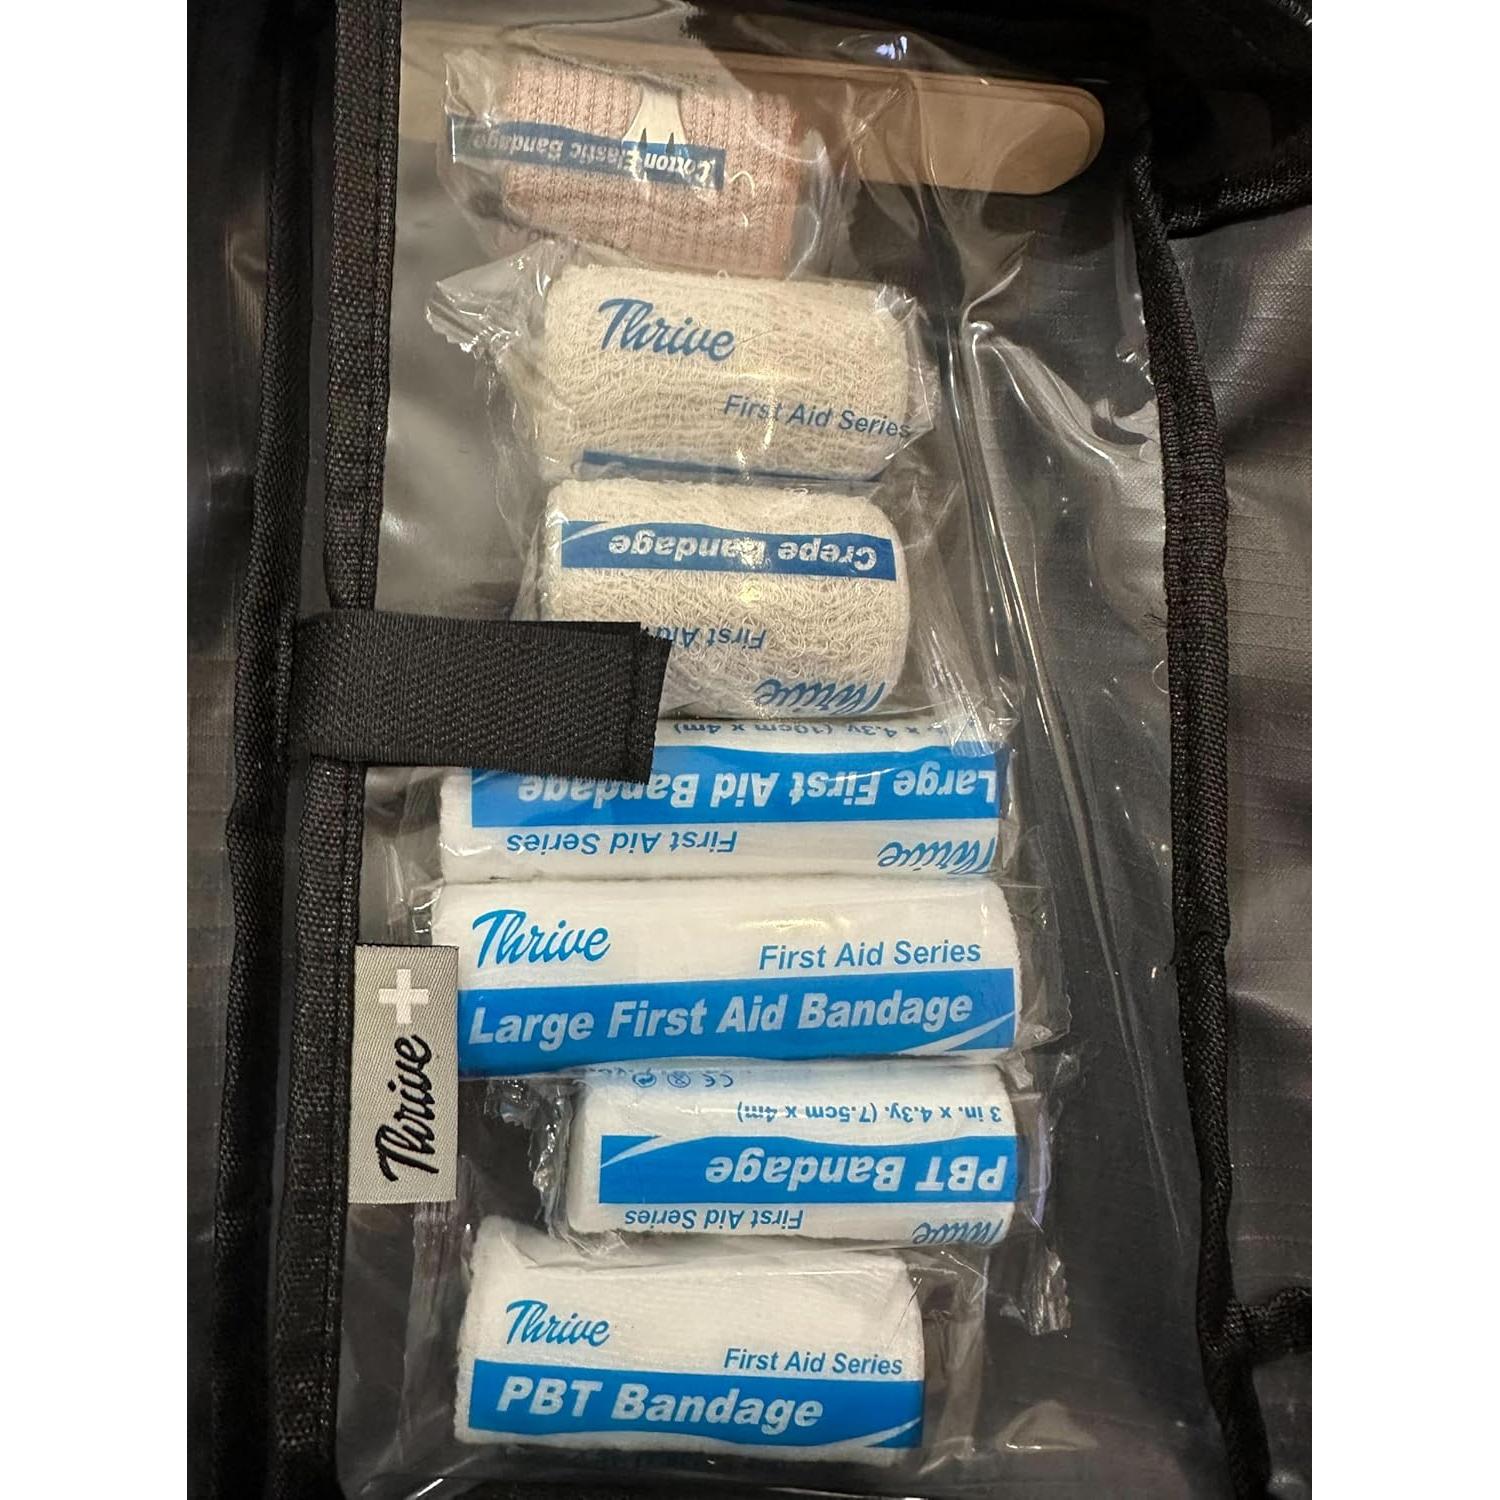 Cotton Elastic Bandage
Thrive
First Aid Series
Crepe Bandage
First Aid
Thrive
x 4.3y. (10cm x 4m)
Large First Aid Bandage
First Aid Series
Thrive
Thrive
First Aid Series
Large First Aid Bandage
Thrive
CE
3 in. x 4.3y. (7.5cm x 4m)
PBT Bandage
First Aid Series
Thrive
Thrive
First Aid Series
PBT Bandage